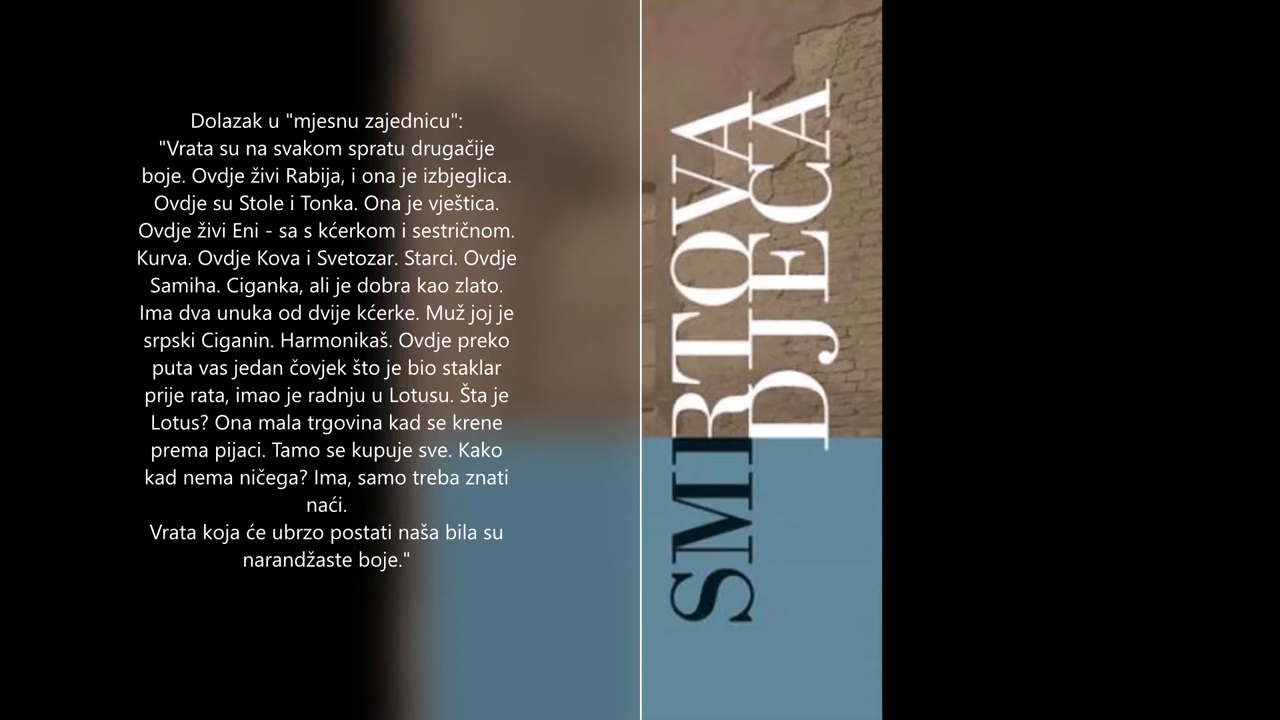 Dolazak u "mjesnu zajednicu":
"Vrata su na svakom spratu drugačije
boje. Ovdje živi Rabija, i ona je izbjeglica.
Ovdje su Stole i Tonka. Ona je vještica.
Ovdje živi Eni - sa s kćerkom i sestričnom.
Kurva. Ovdje Kova i Svetozar. Starci. Ovdje
Samiha. Ciganka, ali je dobra kao zlato.
Ima dva unuka od dvije kćerke. Muž joj je
srpski Ciganin. Harmonikaš. Ovdje preko
puta vas jedan čovjek što je bio staklar
prije rata, imao je radnju u Lotusu. Šta je
Lotus? Ona mala trgovina kad se krene
prema pijaci. Tamo se kupuje sve. Kako
kad nema ničega? Ima, samo treba znati
naći.
Vrata koja će ubrzo postati naša bila su
narandžaste boje."
SMRTOVA
DJECA